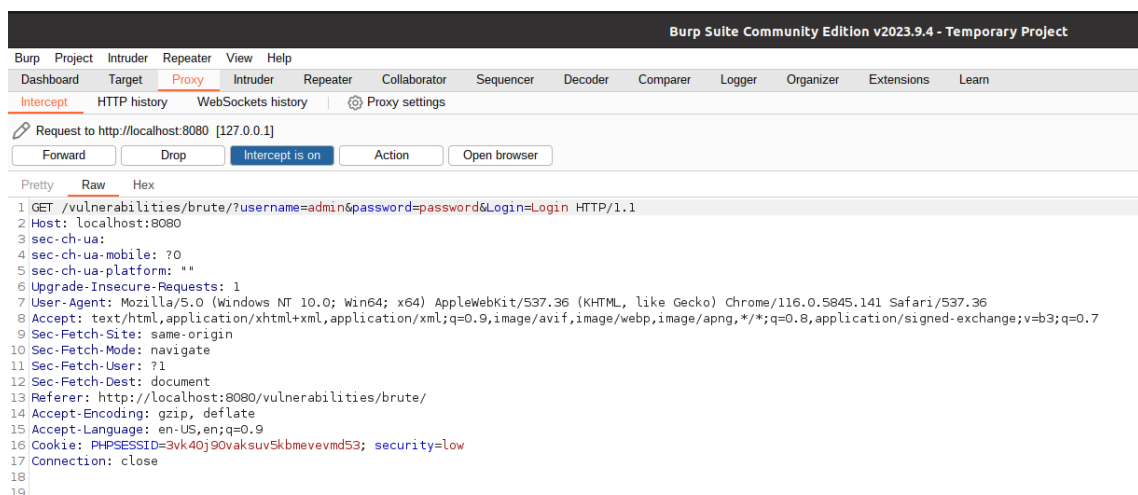 Burp Suite Community Edition v2023.9.4 - Temporary Project
Burp Project Intruder Repeater View Help
Dashboard Target Proxy Intruder Repeater Collaborator Sequencer Decoder Comparer Logger Organizer Extensions Learn
Intercept HTTP history WebSockets history Proxy settings
Request to http://localhost:8080 [127.0.0.1]
Forward Drop Intercept is on Action Open browser
Pretty Raw Hex
1 GET /vulnerabilities/brute/?username=admin&password=password&Login=Login HTTP/1.1
2 Host: localhost:8080
3 sec-ch-ua:
4 sec-ch-ua-mobile: ?0
5 sec-ch-ua-platform: ""
6 Upgrade-Insecure-Requests: 1
7 User-Agent: Mozilla/5.0 (Windows NT 10.0; Win64; x64) AppleWebKit/537.36 (KHTML, like Gecko) Chrome/116.0.5845.141 Safari/537.36
8 Accept: text/html,application/xhtml+xml,application/xml;q=0.9,image/avif,image/webp,image/apng,*/*;q=0.8,application/signed-exchange;v=b3;q=0.7
9 Sec-Fetch-Site: same-origin
10 Sec-Fetch-Mode: navigate
11 Sec-Fetch-User: ?1
12 Sec-Fetch-Dest: document
13 Referer: http://localhost:8080/vulnerabilities/brute/
14 Accept-Encoding: gzip, deflate
15 Accept-Language: en-US,en;q=0.9
16 Cookie: PHPSESSID=3vk40j90vaksuv5kbmevevmd53; security=low
17 Connection: close
18
19